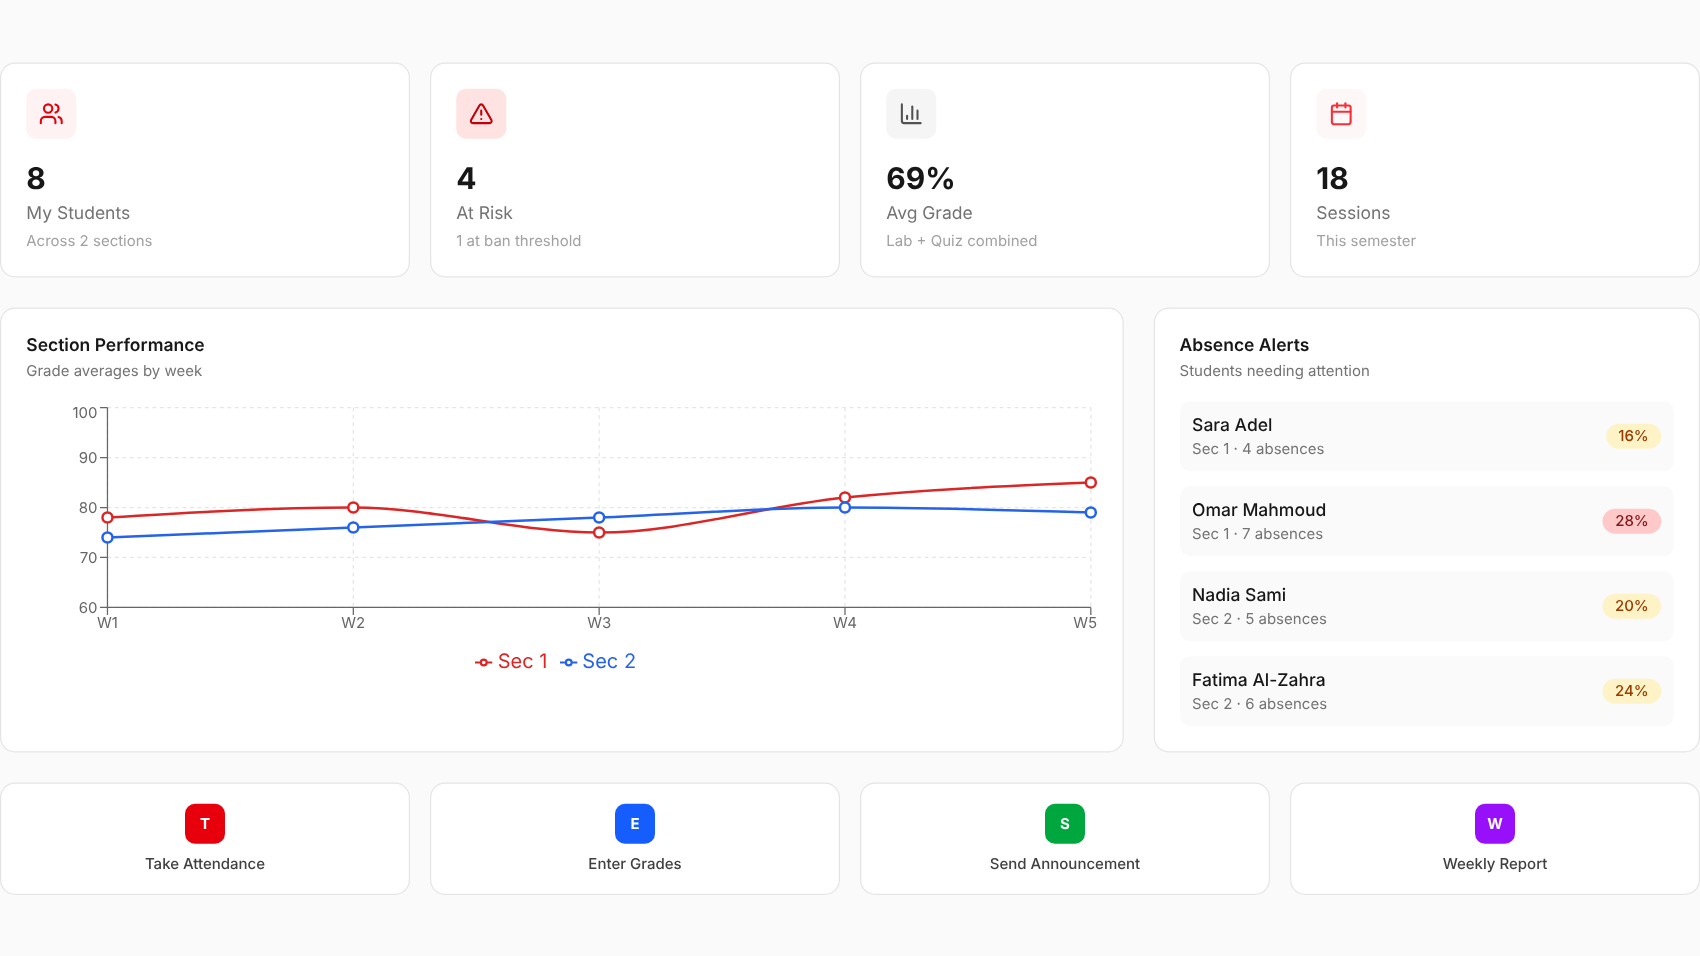 8
My Students
Across 2 sections
4
At Risk
1 at ban threshold
69%
Avg Grade
Lab + Quiz combined
18
Sessions
This semester
Section Performance
Grade averages by week
100
90
80
70
60
W1 W2 W3 W4 W5
Sec 1 Sec 2
Absence Alerts
Students needing attention
Sara Adel
Sec 1 · 4 absences
16%
Omar Mahmoud
Sec 1 · 7 absences
28%
Nadia Sami
Sec 2 · 5 absences
20%
Fatima Al-Zahra
Sec 2 · 6 absences
24%
T
Take Attendance
E
Enter Grades
S
Send Announcement
W
Weekly Report